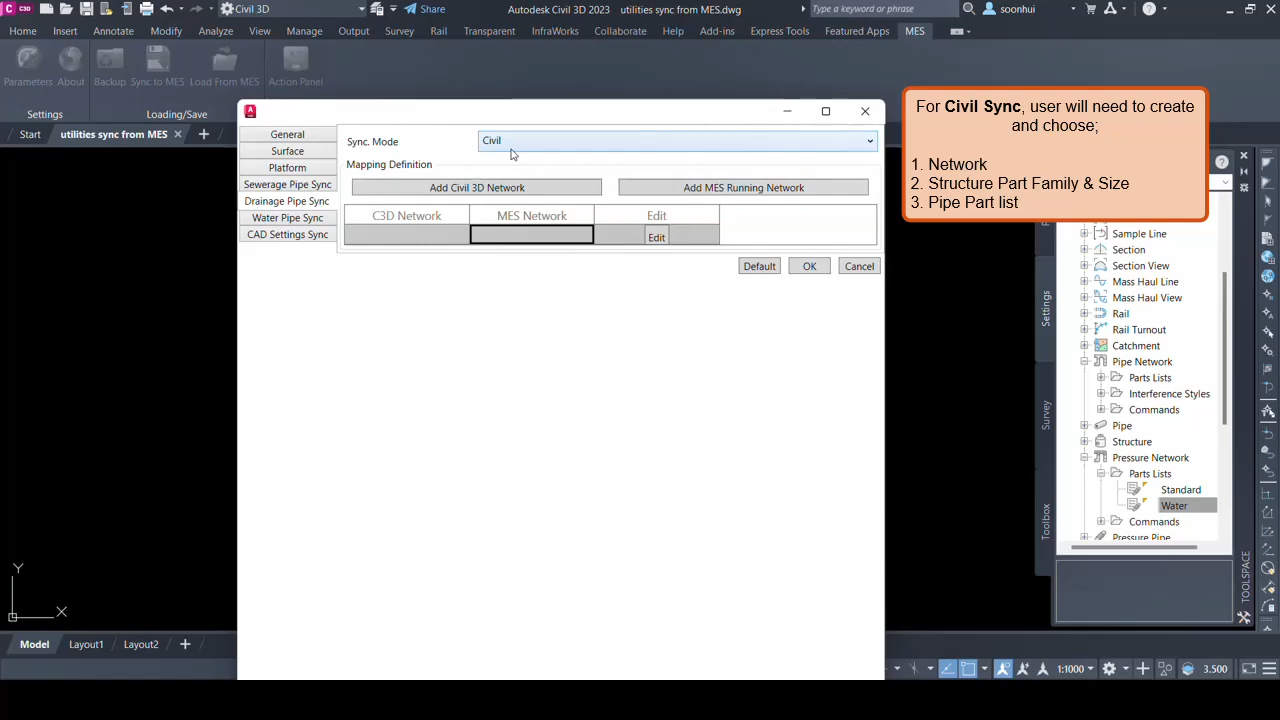 C3D
Civil 3D
Share
Autodesk Civil 3D 2023 utilities sync from MES.dwg
Type a keyword or phrase
soonhui
Home Insert Annotate Modify Analyze View Manage Output Survey Rail Transparent InfraWorks Collaborate Help Add-ins Express Tools Featured Apps MES
Parameters About Backup Sync to MES Load From MES Action Panel
Settings Loading/Save
Start utilities sync from MES
General
Surface
Platform
Sewerage Pipe Sync
Drainage Pipe Sync
Water Pipe Sync
CAD Settings Sync
Sync. Mode Civil
Mapping Definition
Add Civil 3D Network Add MES Running Network
C3D Network MES Network Edit
Edit
Default OK Cancel
For Civil Sync, user will need to create
and choose;
1. Network
2. Structure Part Family & Size
3. Pipe Part list
Settings
Survey
Toolbox
TOOLSPACE
Sample Line
Section
Section View
Mass Haul Line
Mass Haul View
Rail
Rail Turnout
Catchment
Pipe Network
Parts Lists
Interference Styles
Commands
Pipe
Structure
Pressure Network
Parts Lists
Standard
Water
Commands
Pressure Pipe
Y
X
Model Layout1 Layout2
1:1000 3.500